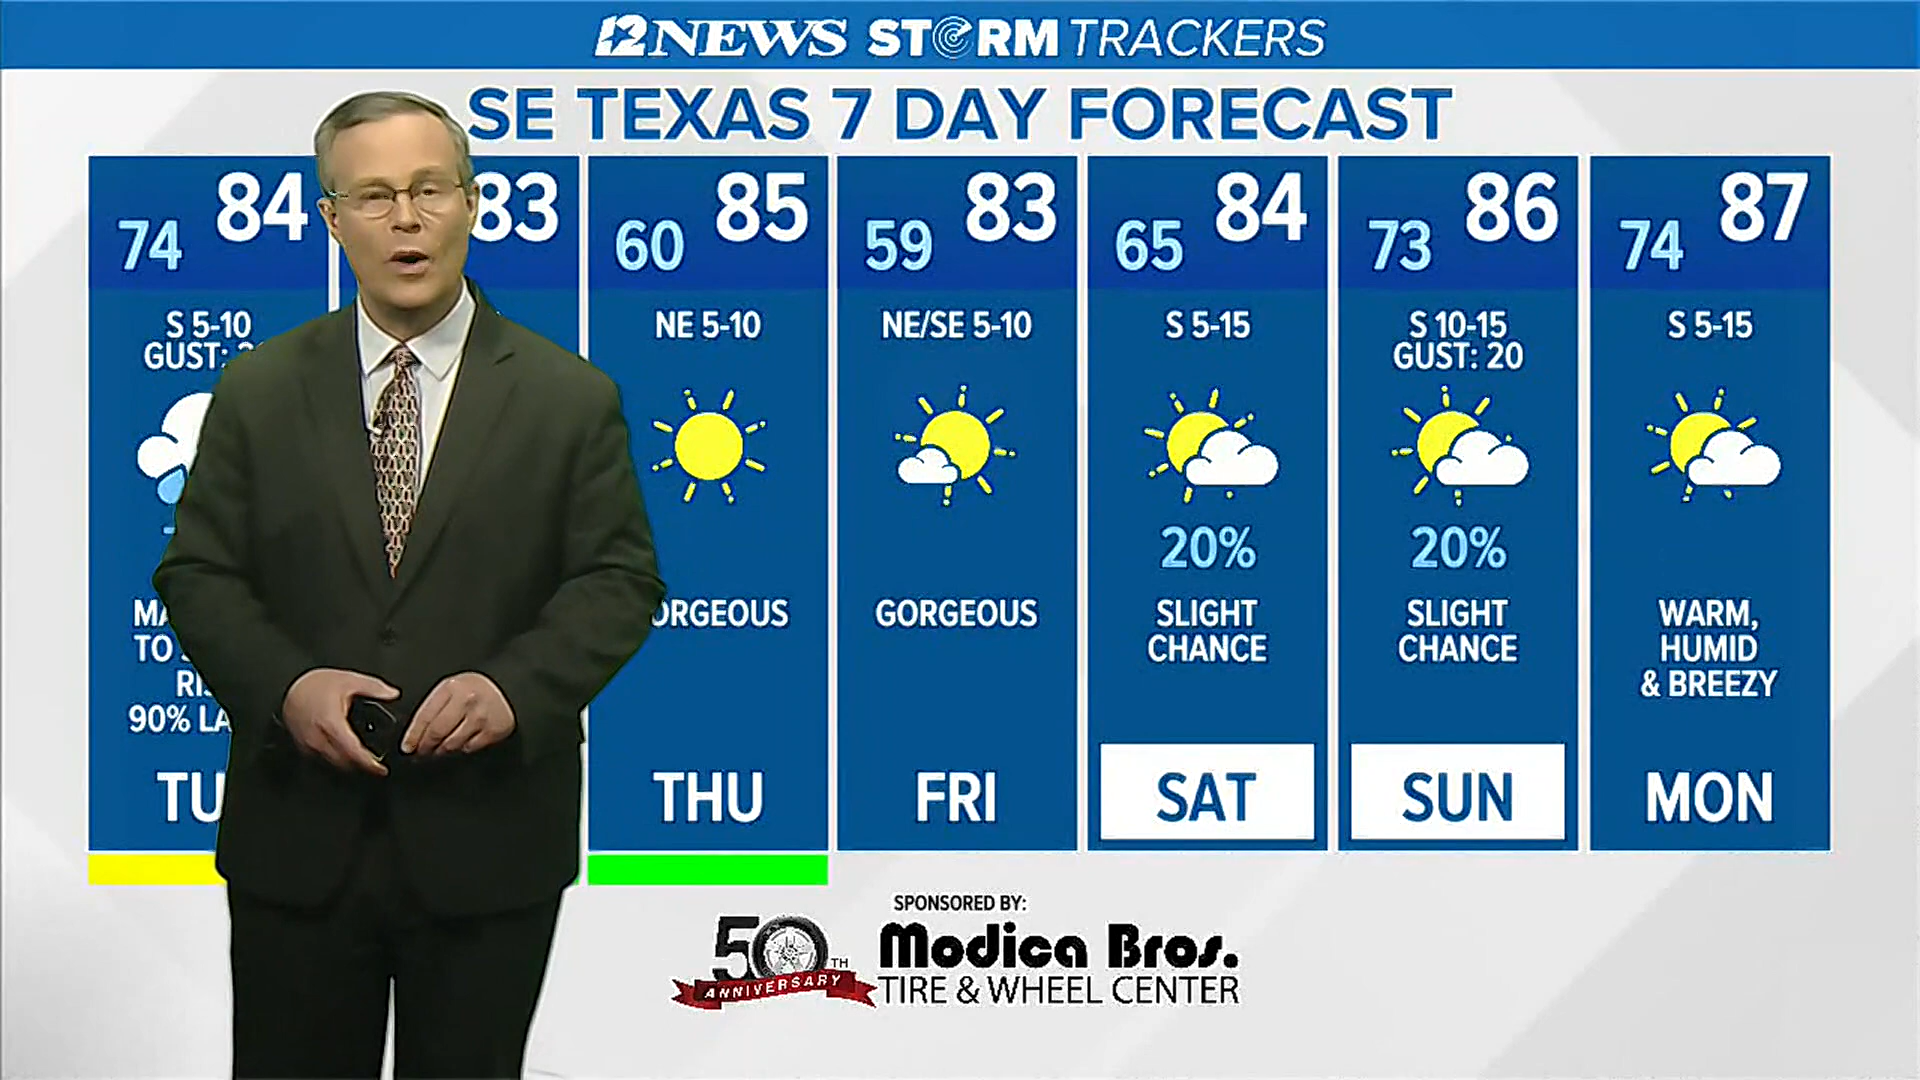 12NEWS STORM TRACKERS
SE TEXAS 7 DAY FORECAST
74 84
83
60 85
59 83
65 84
73 86
74 87
S 5-10
GUST:
NE 5-10
NE/SE 5-10
S 5-15
S 10-15
GUST: 20
S 5-15
20%
20%
TO
90%
GORGEOUS
SLIGHT
CHANCE
SLIGHT
CHANCE
WARM,
HUMID
& BREEZY
THU
FRI
SAT
SUN
MON
SPONSORED BY:
50TH
ANNIVERSARY
Modica Bros.
TIRE & WHEEL CENTER